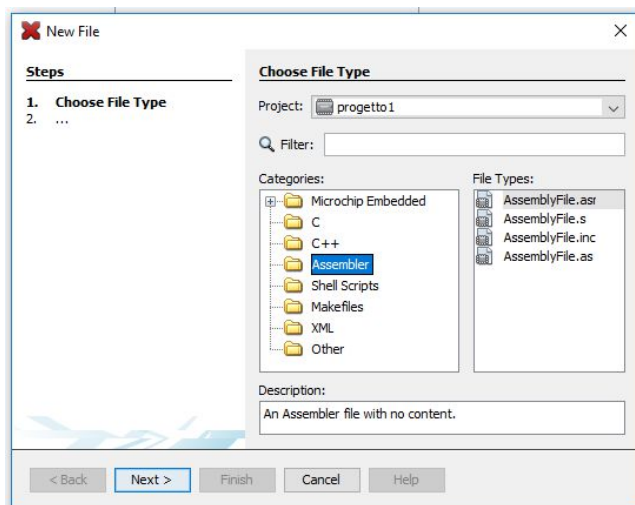 New File
Steps
1. Choose File Type
2. ...
Choose File Type
Project: progetto1
Filter:
Categories:
Microchip Embedded
C
C++
Assembler
Shell Scripts
Makefiles
XML
Other
File Types:
AssemblyFile.asm
AssemblyFile.s
AssemblyFile.inc
AssemblyFile.as
Description:
An Assembler file with no content.
< Back Next > Finish Cancel Help